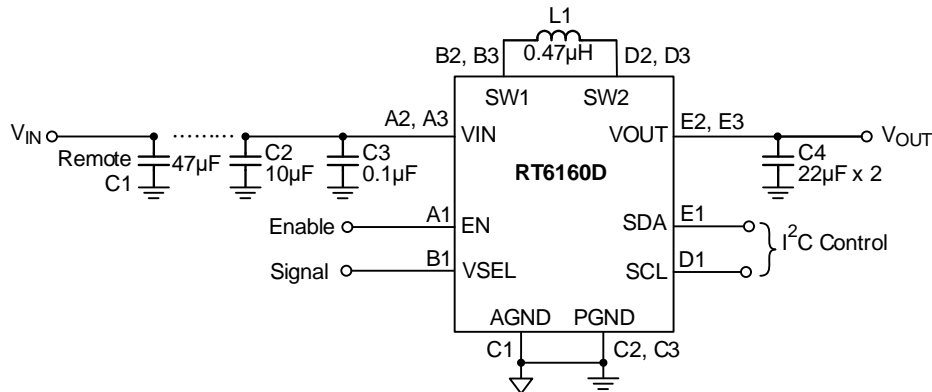 L1
0.47µH
B2, B3
D2, D3
SW1
SW2
V_IN
A2, A3
VIN
VOUT
E2, E3
V_OUT
Remote
C1
47µF
C2
10µF
C3
0.1µF
RT6160D
C4
22µF x 2
Enable
A1
EN
SDA
E1
Signal
B1
VSEL
SCL
D1
I²C Control
AGND
PGND
C1
C2, C3